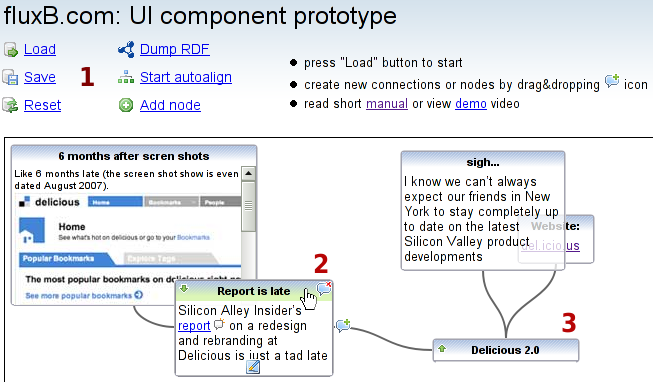 fluxB.com: UI component prototype
Load
Dump RDF
Save
1
Start autoalign
Reset
Add node
press "Load" button to start
create new connections or nodes by drag&dropping icon
read short manual or view demo video
6 months after scren shots
Like 6 months late (the screen shot show is even
dated August 2007).
delicious Home Bookmarks People
Home
See what's hot on delicious or go to your Bookmarks.
Popular Bookmarks Explore Tags
The most popular bookmarks on delicious right
See more popular bookmarks
2
Report is late
Silicon Alley Insider's
report on a redesign
and rebranding at
Delicious is just a tad late
sigh...
I know we can't always
expect our friends in New
York to stay completely up
to date on the latest
Silicon Valley product
developments
Website:
del.icio.us
3
Delicious 2.0